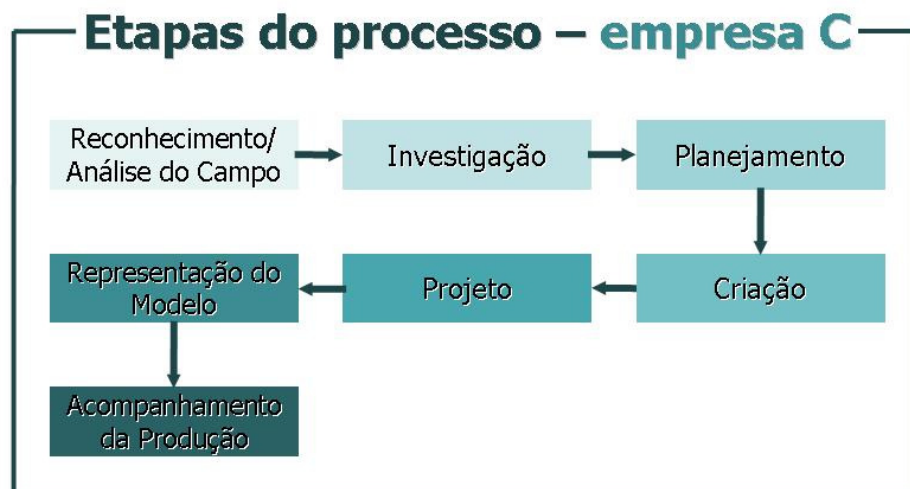 Etapas do processo – empresa C
Reconhecimento/
Análise do Campo
Investigação
Planejamento
Criação
Projeto
Representação do
Modelo
Acompanhamento
da Produção